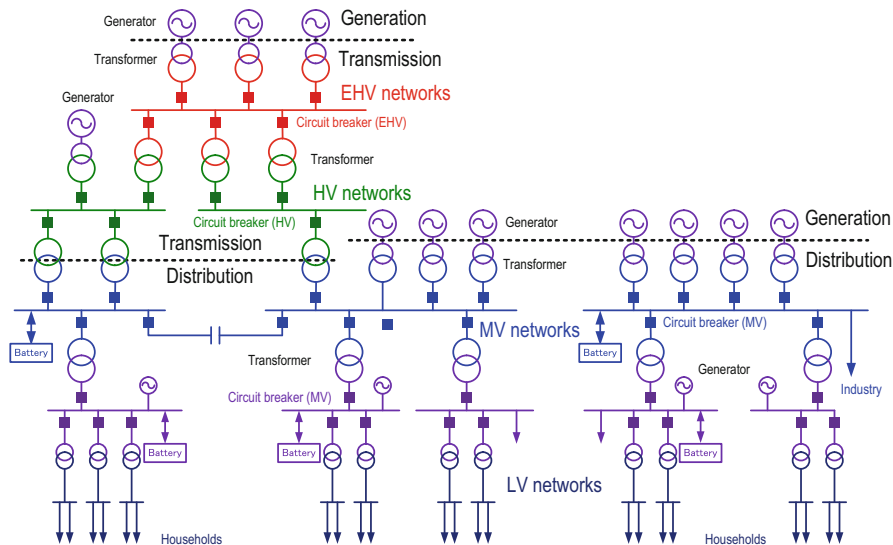 Generator
Generation
Transformer
Transmission
EHV networks
Generator
Circuit breaker (EHV)
Transformer
HV networks
Circuit breaker (HV)
Generator
Generation
Transmission
Distribution
Transformer
Distribution
MV networks
Circuit breaker (MV)
Battery
Battery
Transformer
Generator
Industry
Circuit breaker (MV)
Battery
Battery
Battery
LV networks
Households
Households